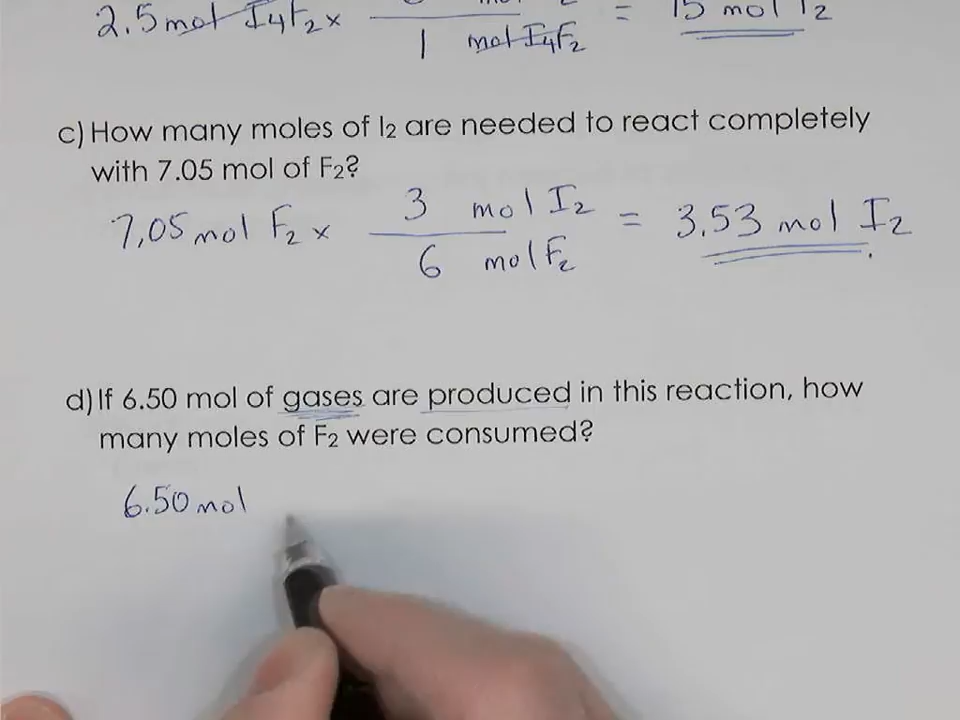 2.5 mol I4F2 x = 15 mol I2
1 mol I4F2
c) How many moles of I2 are needed to react completely
with 7.05 mol of F2?
7,05 mol F2 x 3 mol I2 = 3.53 mol I2
6 mol F2
d) If 6.50 mol of gases are produced in this reaction, how
many moles of F2 were consumed?
6.50 mol